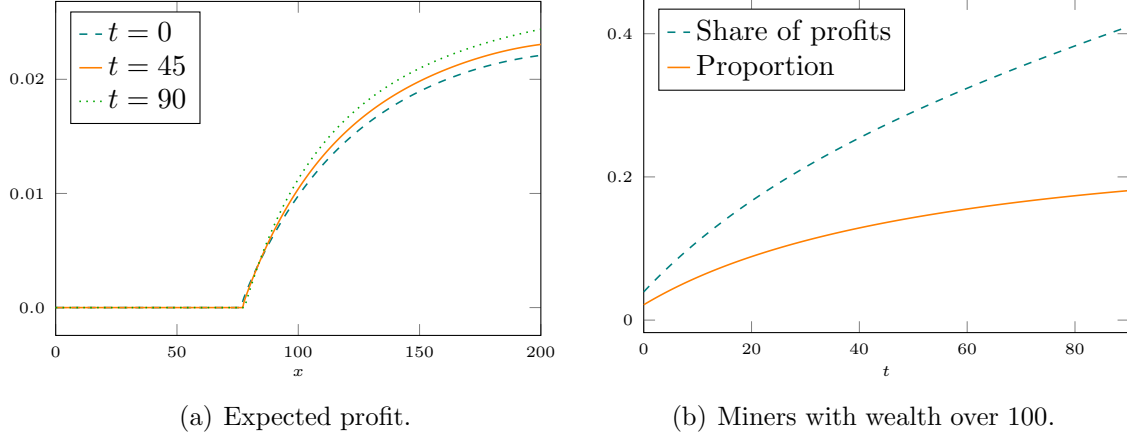 t = 0
t = 45
t = 90
0.02
0.01
0.0
0
50
100
150
200
x
(a) Expected profit.
Share of profits
Proportion
0.4
0.2
0
0
20
40
60
80
t
(b) Miners with wealth over 100.